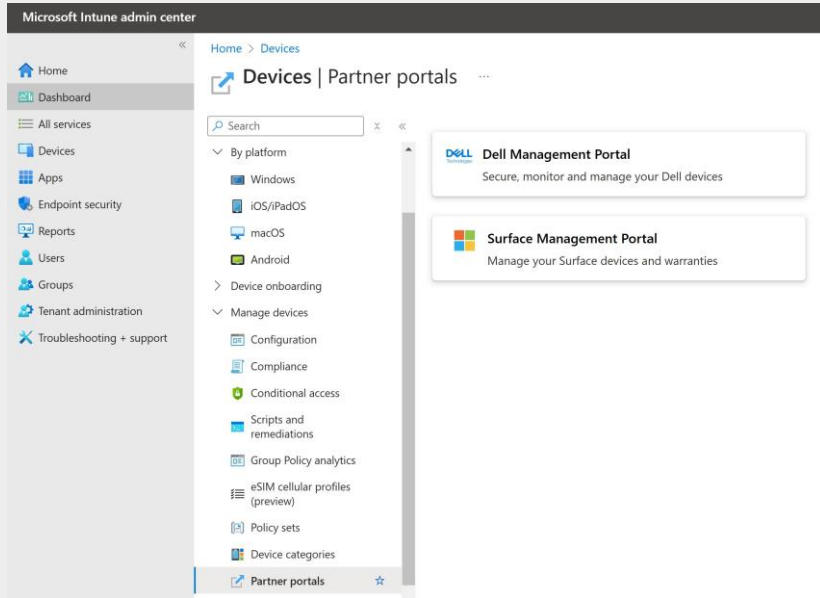 Microsoft Intune admin center
Home
Dashboard
All services
Devices
Apps
Endpoint security
Reports
Users
Groups
Tenant administration
Troubleshooting + support
Home > Devices
Devices | Partner portals ...
Search
By platform
Windows
iOS/iPadOS
macOS
Android
Device onboarding
Manage devices
Configuration
Compliance
Conditional access
Scripts and
remediations
Group Policy analytics
eSIM cellular profiles
(preview)
Policy sets
Device categories
Partner portals
DELL
Technologies
Dell Management Portal
Secure, monitor and manage your Dell devices
Surface Management Portal
Manage your Surface devices and warranties